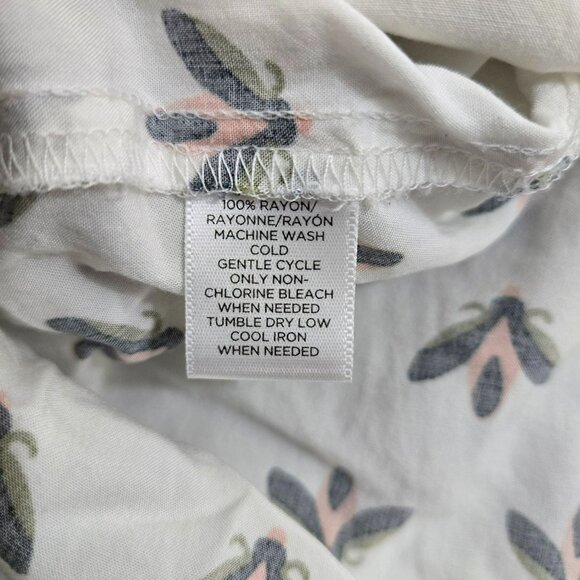 100% RAYON/
RAYONNE/RAYÓN
MACHINE WASH
COLD
GENTLE CYCLE
ONLY NON-
CHLORINE BLEACH
WHEN NEEDED
TUMBLE DRY LOW
COOL IRON
WHEN NEEDED